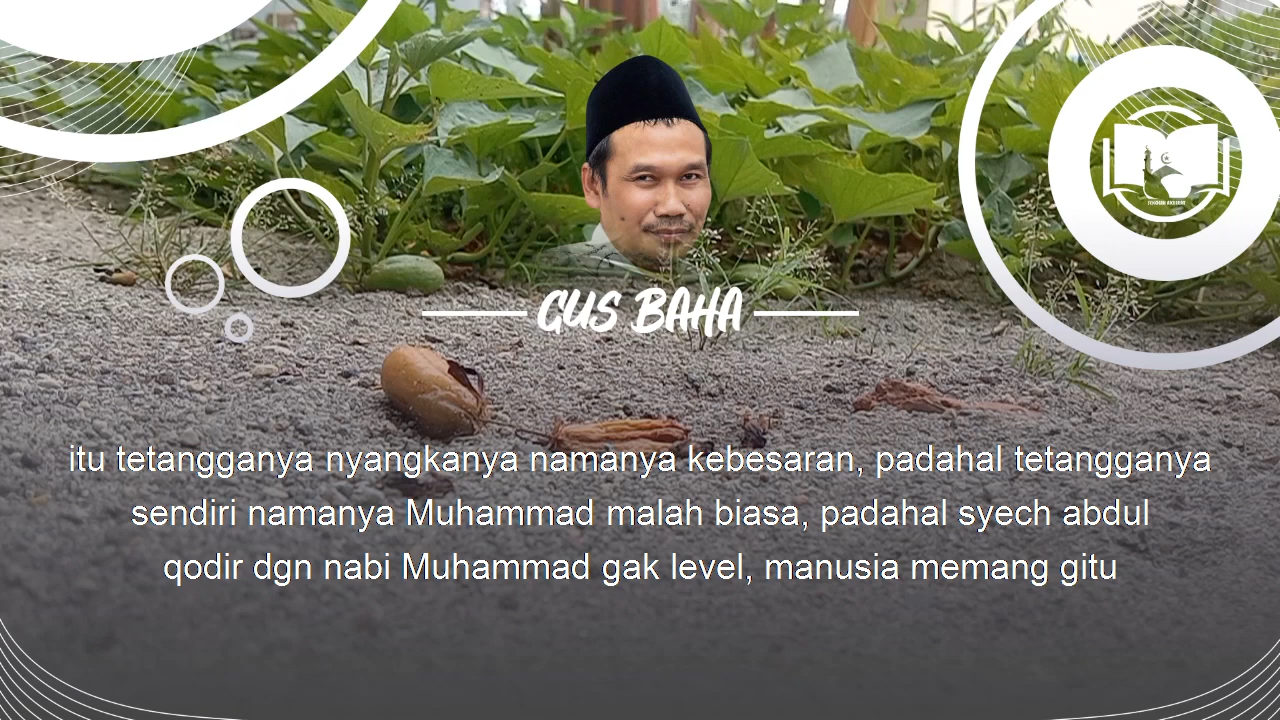 GUS BAHA
itu tetangganya nyangkanya namanya kebesaran, padahal tetangganya
sendiri namanya Muhammad malah biasa, padahal syech abdul
qodir dgn nabi Muhammad gak level, manusia memang gitu